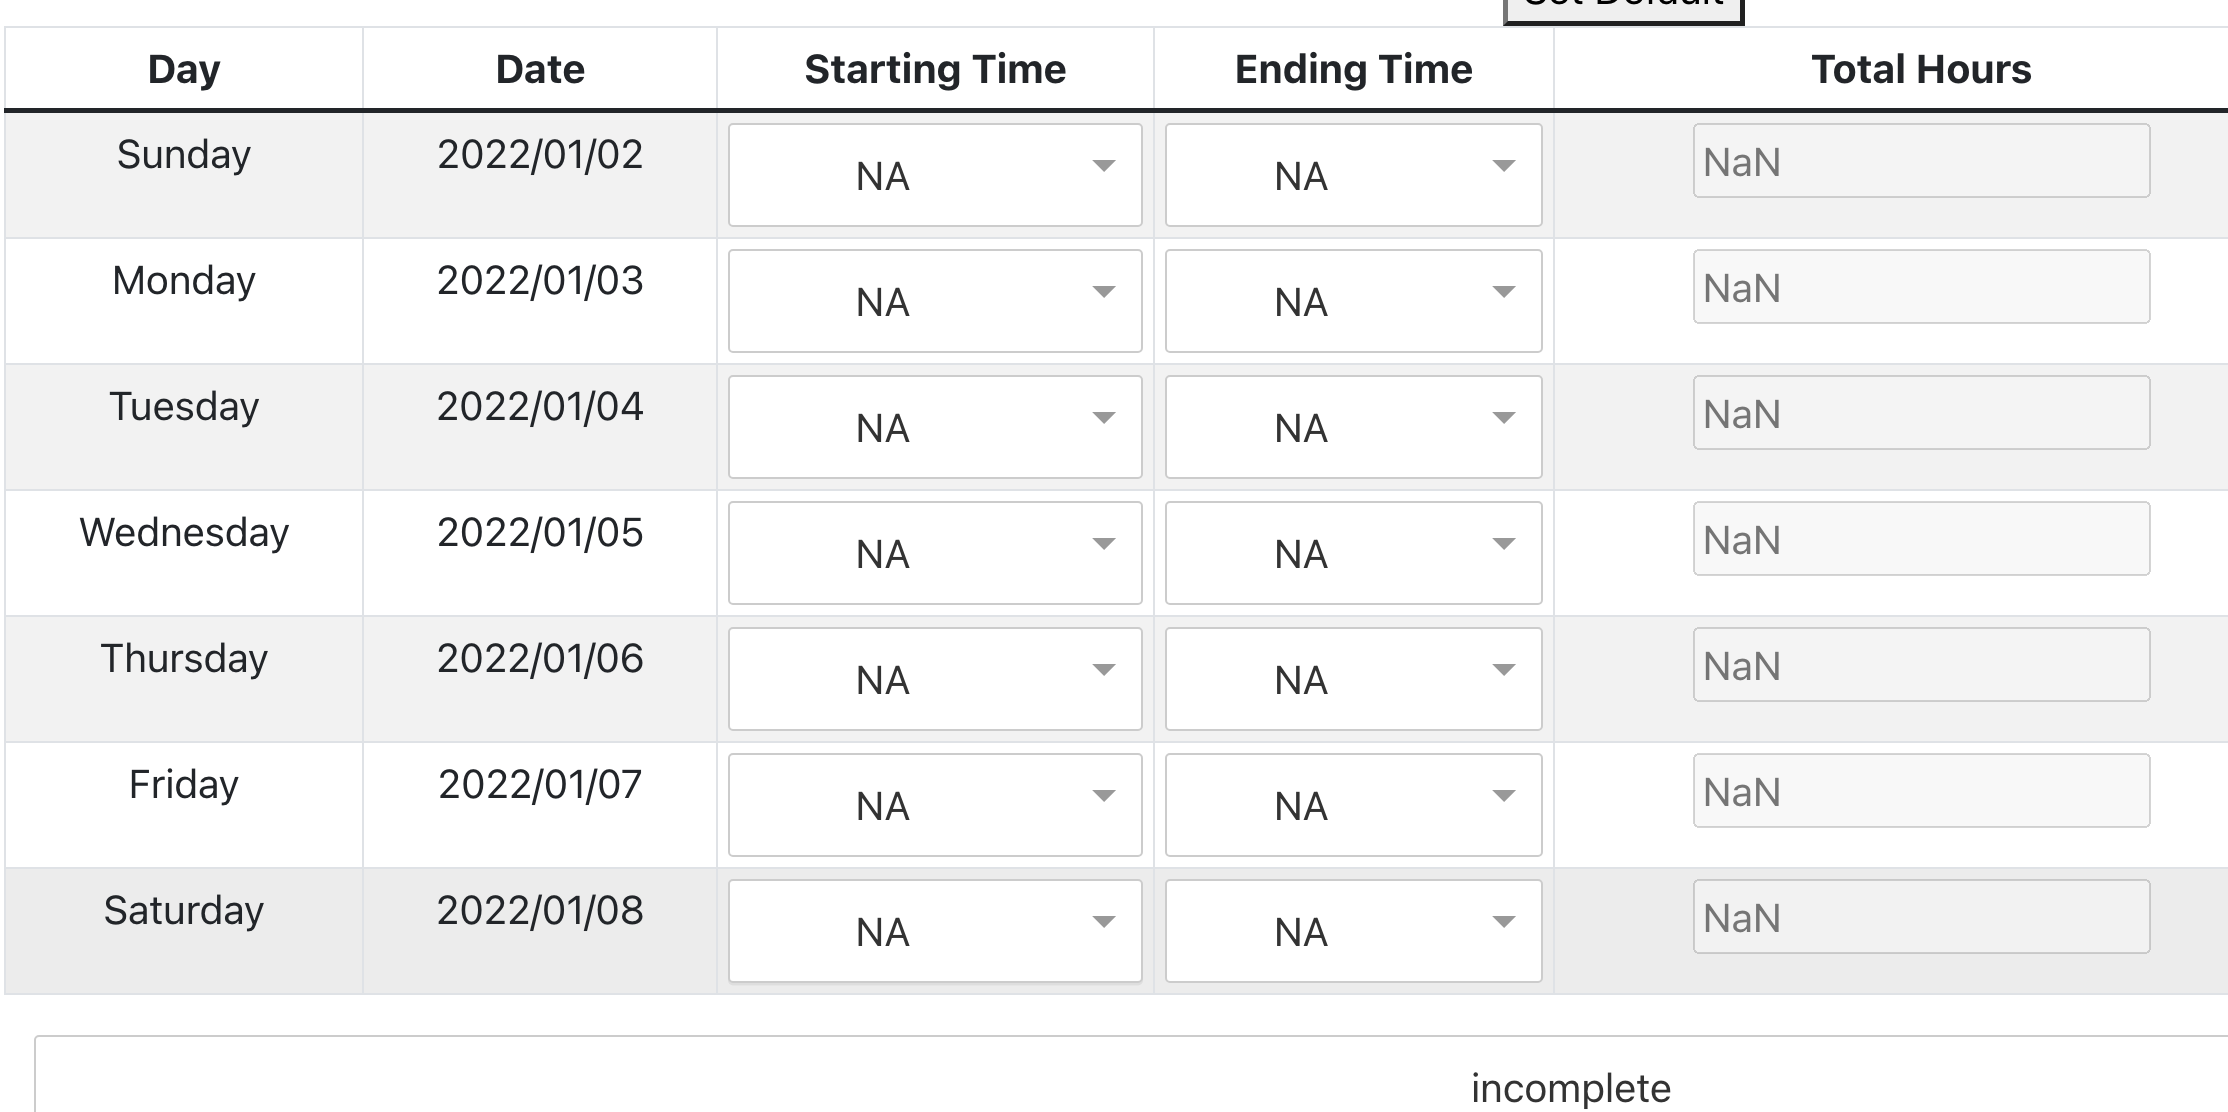 Set Default
Day Date Starting Time Ending Time Total Hours
Sunday 2022/01/02 NA NA NaN
Monday 2022/01/03 NA NA NaN
Tuesday 2022/01/04 NA NA NaN
Wednesday 2022/01/05 NA NA NaN
Thursday 2022/01/06 NA NA NaN
Friday 2022/01/07 NA NA NaN
Saturday 2022/01/08 NA NA NaN
incomplete